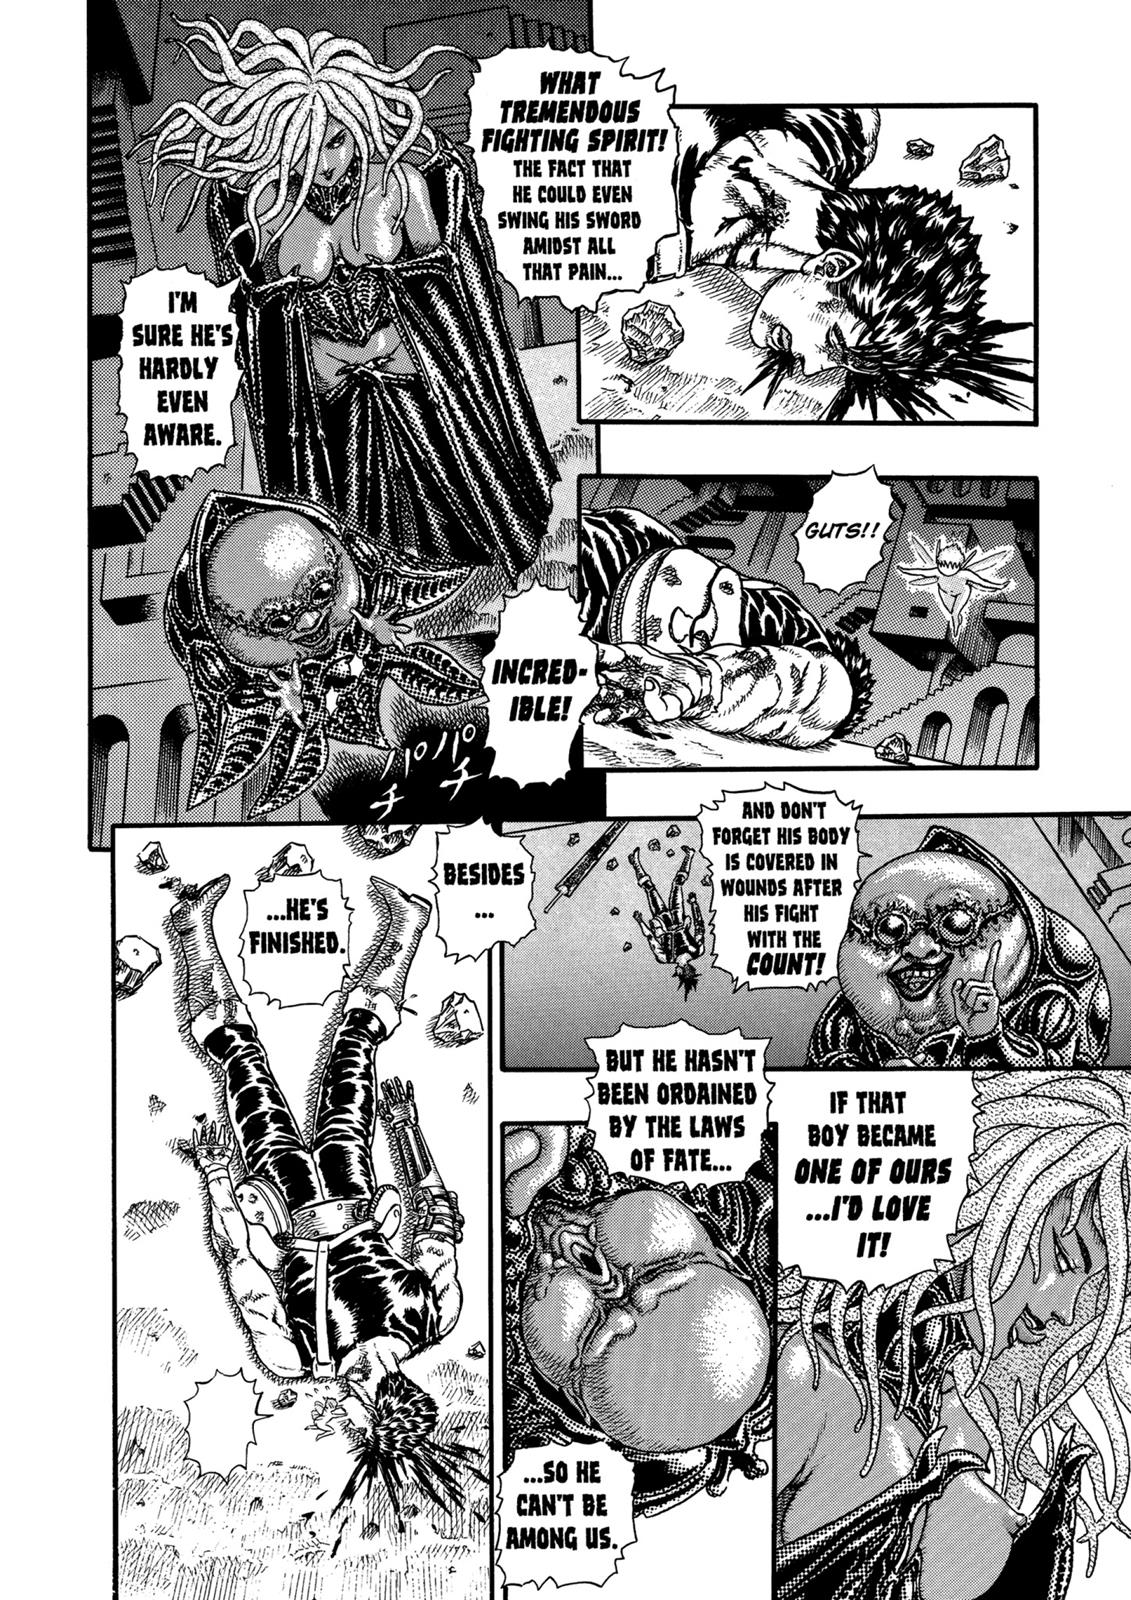 WHAT
TREMENDOUS
FIGHTING SPIRIT!
THE FACT THAT
HE COULD EVEN
SWING HIS SWORD
AMIDST ALL
THAT PAIN...
I'M
SURE HE'S
HARDLY
EVEN
AWARE.
GUTS!!
INCRED-
IBLE!
パチ
パチ
AND DON'T
FORGET HIS BODY
IS COVERED IN
WOUNDS AFTER
HIS FIGHT
WITH THE
COUNT!
BESIDES
...
...HE'S
FINISHED.
IF THAT
BOY BECAME
ONE OF OURS
...I'D LOVE
IT!
BUT HE HASN'T
BEEN ORDAINED
BY THE LAWS
OF FATE...
...SO HE
CAN'T BE
AMONG US.